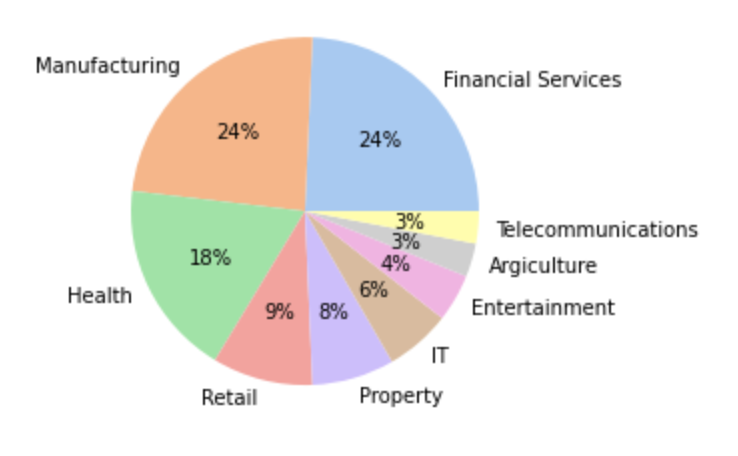 Manufacturing
Financial Services
24%
24%
3%
Telecommunications
3%
18%
4%
Argiculture
6%
Health
Entertainment
9%
8%
IT
Retail
Property